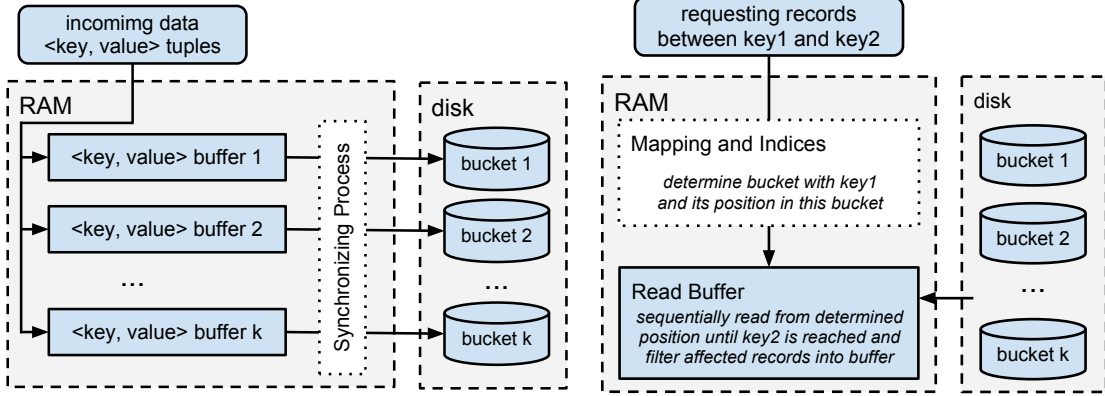 incomimg data
<key, value> tuples
RAM
<key, value> buffer 1
<key, value> buffer 2
...
<key, value> buffer k
Synchronizing Process
disk
bucket 1
bucket 2
...
bucket k
requesting records
between key1 and key2
RAM
Mapping and Indices
determine bucket with key1
and its position in this bucket
Read Buffer
sequentially read from determined
position until key2 is reached and
filter affected records into buffer
disk
bucket 1
bucket 2
...
bucket k